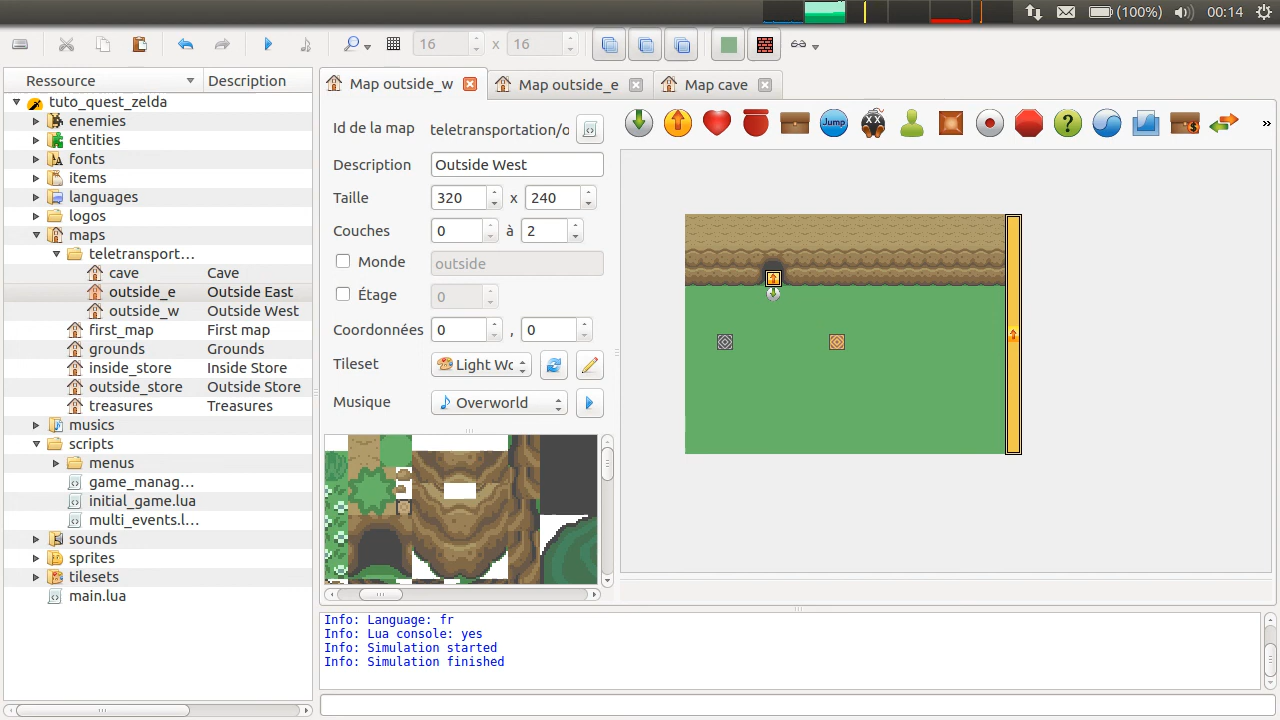 (100%) 00:14
16 x 16
Ressource Description
tuto_quest_zelda
enemies
entities
fonts
items
languages
logos
maps
teletransport...
cave Cave
outside_e Outside East
outside_w Outside West
first_map First map
grounds Grounds
inside_store Inside Store
outside_store Outside Store
treasures Treasures
musics
scripts
menus
game_manag...
initial_game.lua
multi_events.l...
sounds
sprites
tilesets
main.lua
Map outside_w Map outside_e Map cave
Id de la map teletransportation/o
Description Outside West
Taille 320 x 240
Couches 0 à 2
Monde outside
Étage 0
Coordonnées 0 , 0
Tileset Light Wo
Musique Overworld
Jump ? $ »
Info: Language: fr
Info: Lua console: yes
Info: Simulation started
Info: Simulation finished